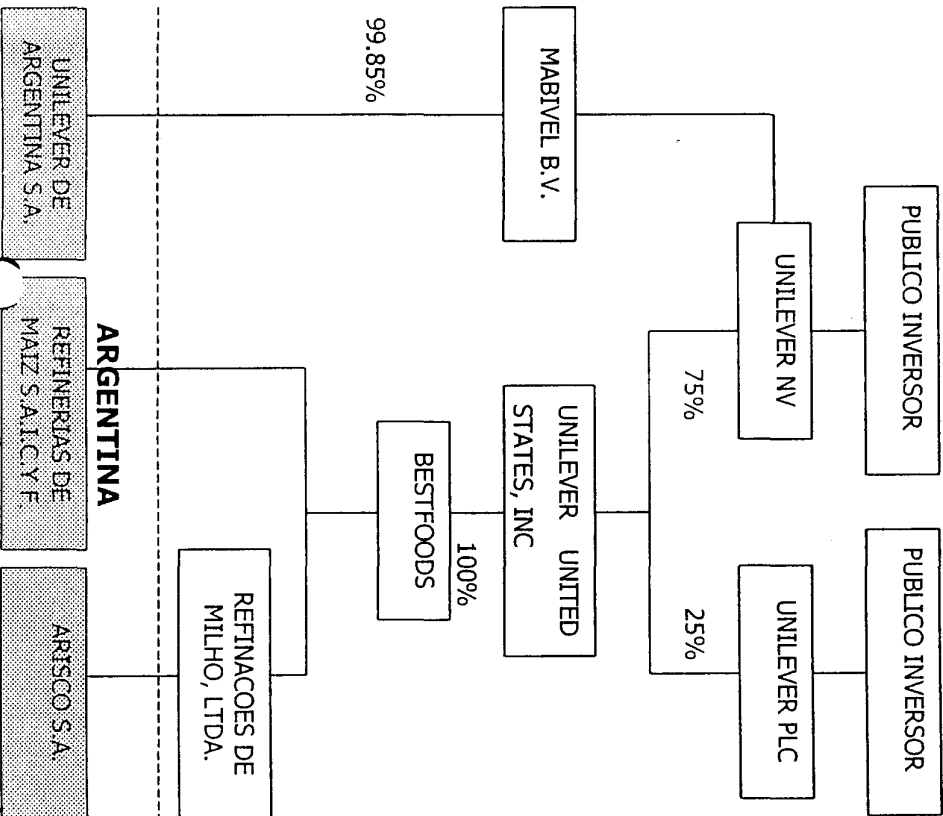 PUBLICO INVERSOR
PUBLICO INVERSOR
UNILEVER NV
UNILEVER PLC
75%
25%
MABIVEL B.V.
UNILEVER UNITED
STATES, INC
99.85%
100%
BESTFOODS
REFINACOES DE
MILHO, LTDA.
ARGENTINA
UNILEVER DE
ARGENTINA S.A.
REFINERIAS DE
MAIZ S.A.I.C.Y F.
ARISCO S.A.